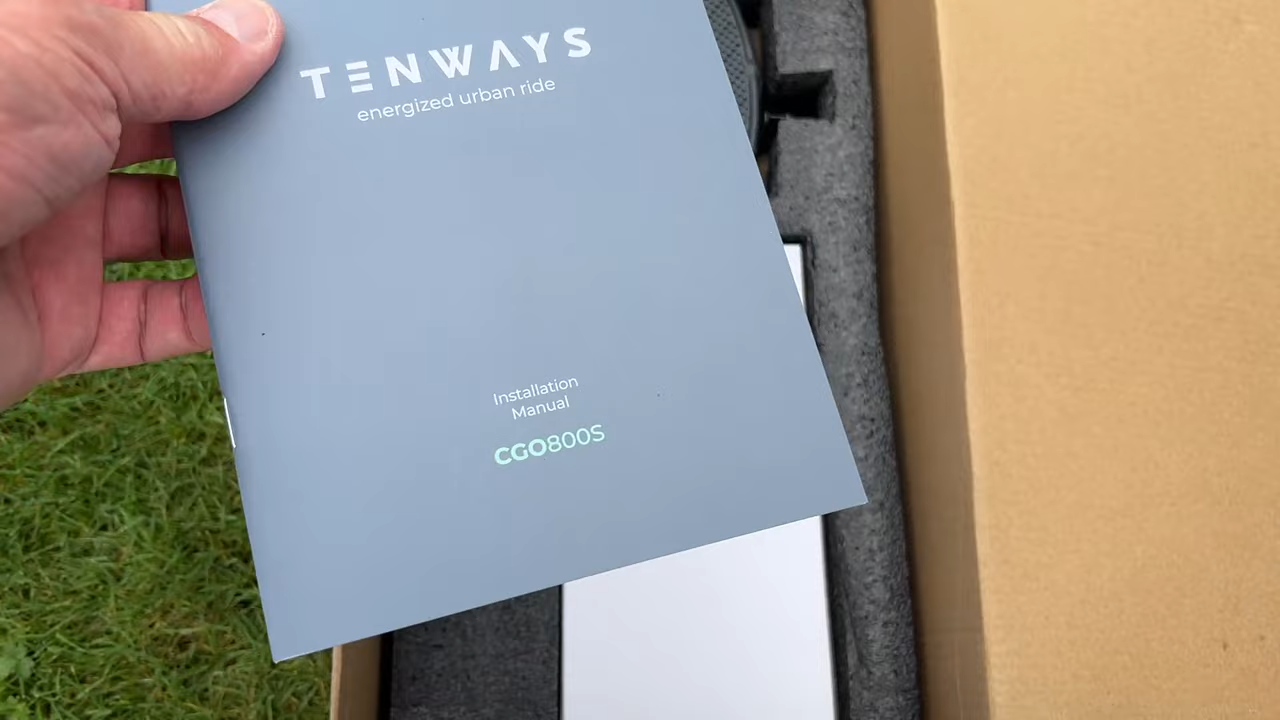 TENWAYS
energized urban ride
Installation
Manual
CGO800S